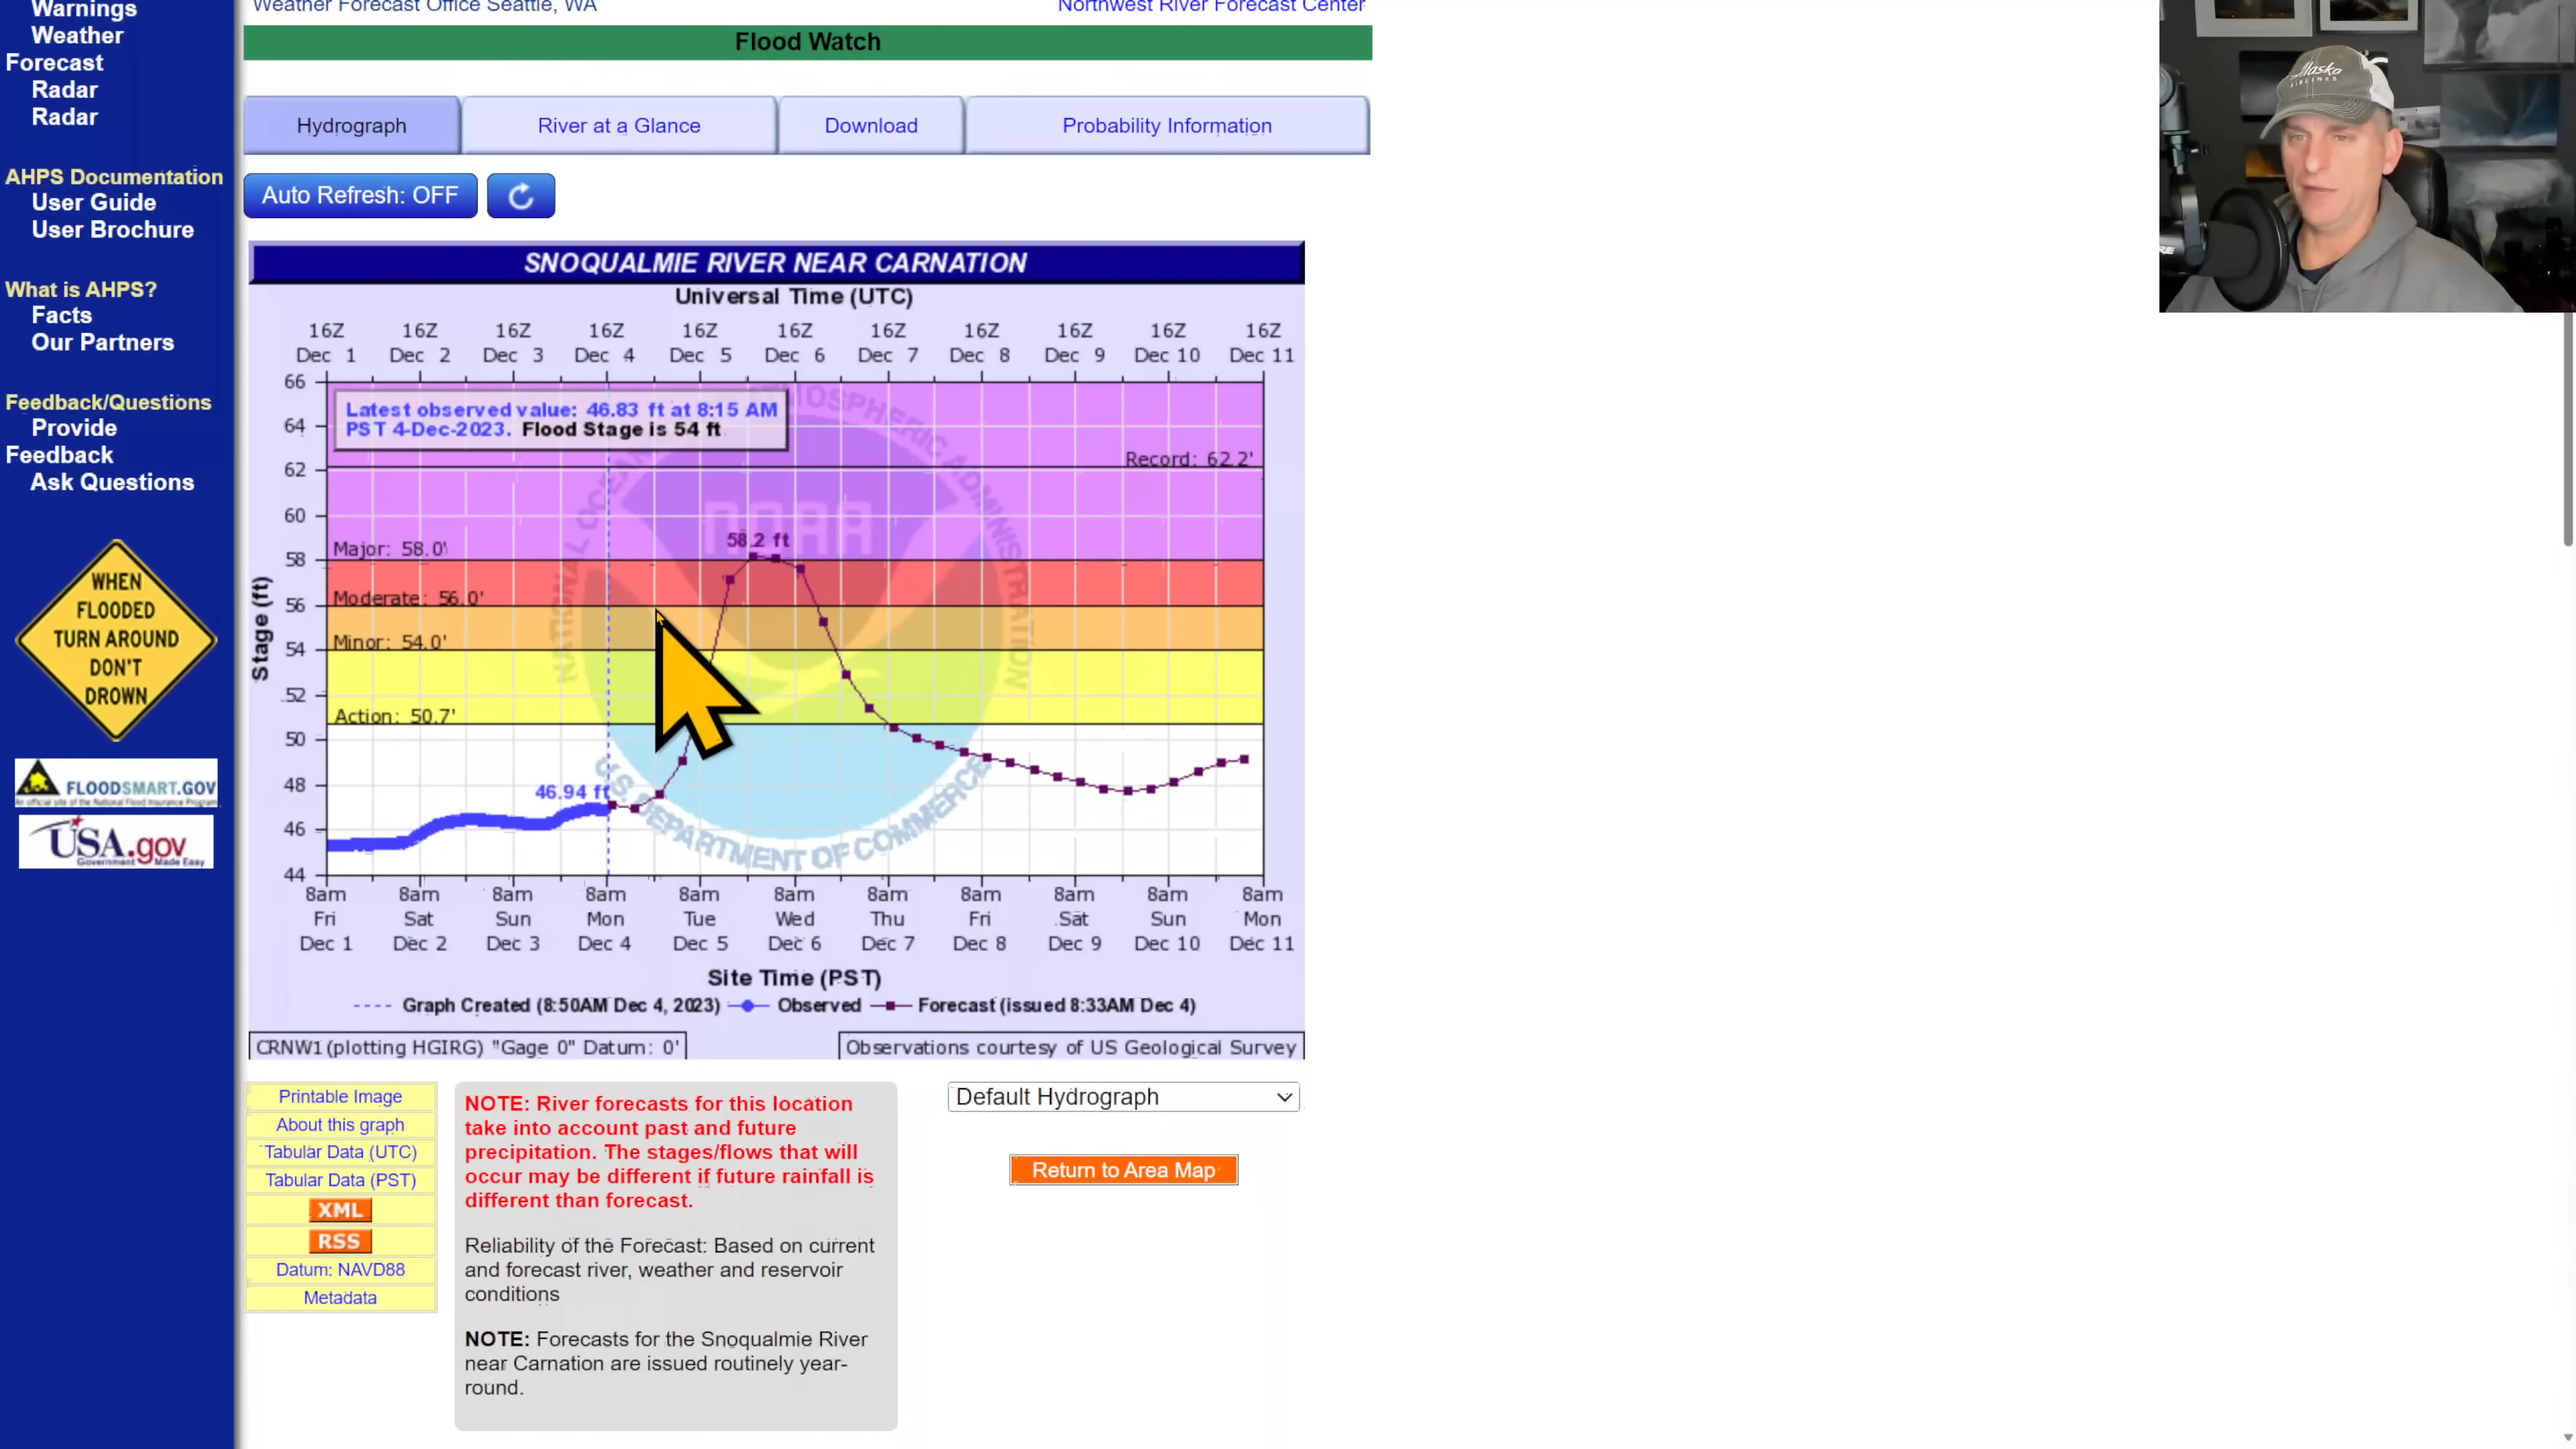 Warnings
Weather
Forecast
Radar
Radar
AHPS Documentation
User Guide
User Brochure
What is AHPS?
Facts
Our Partners
Feedback/Questions
Provide
Feedback
Ask Questions
WHEN
FLOODED
TURN AROUND
DON'T
DROWN
FLOODSMART.GOV
USA.gov
Government Made Easy
Weather Forecast Office Seattle, WA
Northwest River Forecast Center
Flood Watch
Hydrograph
River at a Glance
Download
Probability Information
Auto Refresh: OFF
SNOQUALMIE RIVER NEAR CARNATION
Universal Time (UTC)
16Z 16Z 16Z 16Z 16Z 16Z 16Z 16Z 16Z 16Z 16Z
Dec 1 Dec 2 Dec 3 Dec 4 Dec 5 Dec 6 Dec 7 Dec 8 Dec 9 Dec 10 Dec 11
66
Latest observed value: 46.83 ft at 8:15 AM
PST 4-Dec-2023. Flood Stage is 54 ft
64
Record: 62.2'
62
60
NOAA
58.2 ft
Major: 58.0'
58
Moderate: 56.0'
56
Minor: 54.0'
54
Stage (ft)
52
Action: 50.7'
50
48
46.94 ft
46
44
U.S. DEPARTMENT OF COMMERCE
8am 8am 8am 8am 8am 8am 8am 8am 8am 8am 8am
Fri Sat Sun Mon Tue Wed Thu Fri Sat Sun Mon
Dec 1 Dec 2 Dec 3 Dec 4 Dec 5 Dec 6 Dec 7 Dec 8 Dec 9 Dec 10 Dec 11
Site Time (PST)
Graph Created (8:50AM Dec 4, 2023) Observed Forecast (issued 8:33AM Dec 4)
CRNW1 (plotting HGIRG) "Gage 0" Datum: 0'
Observations courtesy of US Geological Survey
Printable Image
About this graph
Tabular Data (UTC)
Tabular Data (PST)
XML
RSS
Datum: NAVD88
Metadata
NOTE: River forecasts for this location
take into account past and future
precipitation. The stages/flows that will
occur may be different if future rainfall is
different than forecast.
Reliability of the Forecast: Based on current
and forecast river, weather and reservoir
conditions
NOTE: Forecasts for the Snoqualmie River
near Carnation are issued routinely year-
round.
Default Hydrograph
Return to Area Map
Alaska
AIRLINES